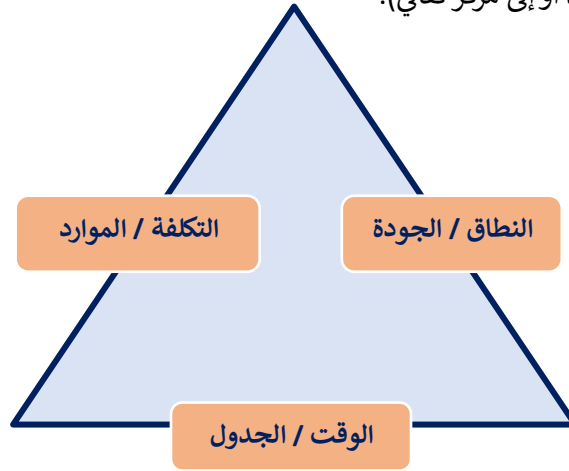 النطاق / الجودة
التكلفة / الموارد
الوقت / الجدول